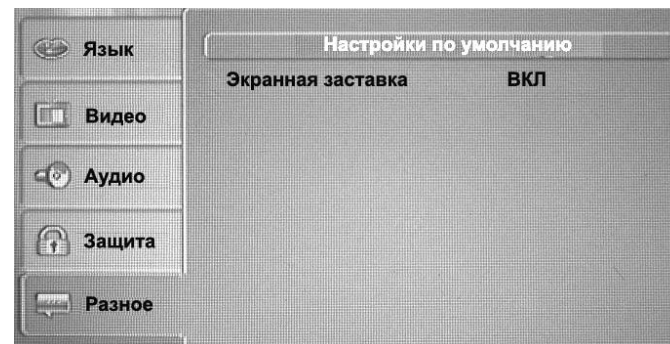 Язык
Видео
Аудио
Защита
Разное
Настройки по умолчанию
Экранная заставка ВКЛ